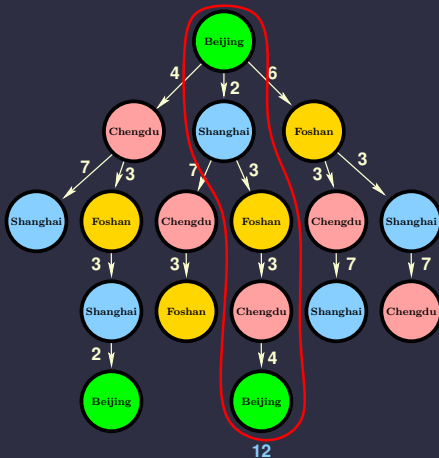 Beijing
4 2 6
Chengdu Shanghai Foshan
7 3 7 3 3 3
Shanghai Foshan Chengdu Foshan Chengdu Shanghai
3 3 3 7 7
Shanghai Foshan Chengdu Shanghai Chengdu
2 4
Beijing Beijing
12